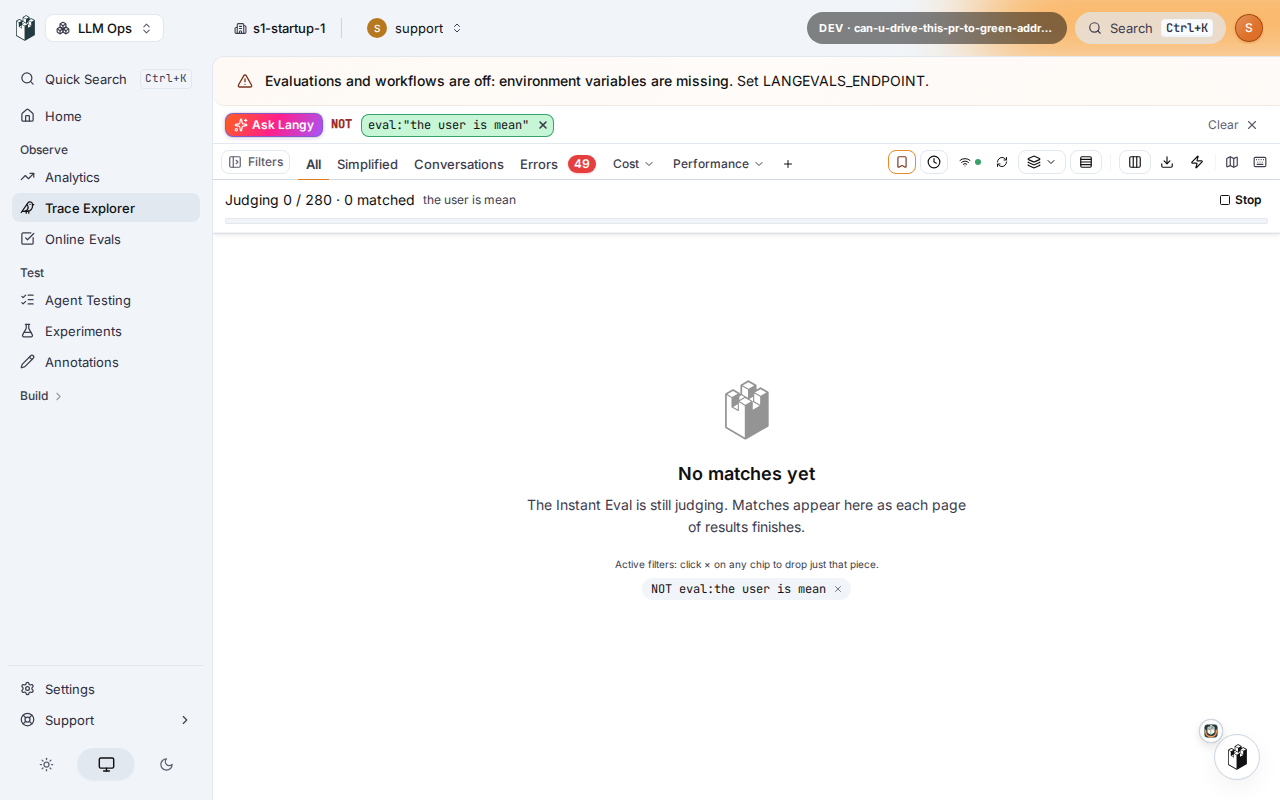 LLM Ops
s1-startup-1
S
support
DEV · can-u-drive-this-pr-to-green-addr...
Search Ctrl+K
S
Quick Search Ctrl+K
Home
Observe
Analytics
Trace Explorer
Online Evals
Test
Agent Testing
Experiments
Annotations
Build
Settings
Support
Evaluations and workflows are off: environment variables are missing. Set LANGEVALS_ENDPOINT.
Ask Langy NOT eval:"the user is mean" ✕
Clear ✕
Filters All Simplified Conversations Errors 49 Cost Performance +
Judging 0 / 280 · 0 matched the user is mean
Stop
No matches yet
The Instant Eval is still judging. Matches appear here as each page
of results finishes.
Active filters: click × on any chip to drop just that piece.
NOT eval:the user is mean ×